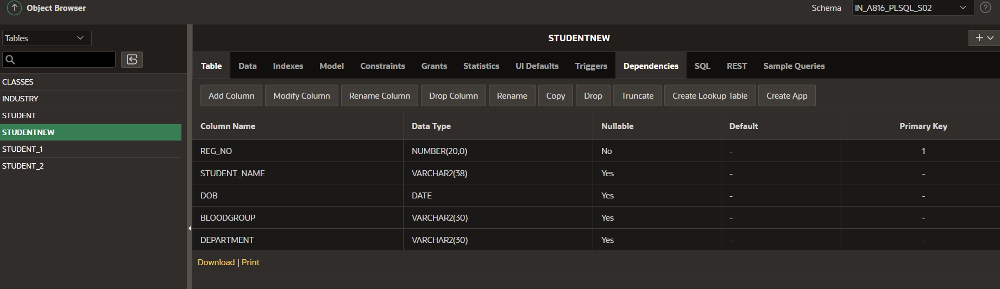 Object Browser
Schema IN_A816_PLSQL_S02
Tables
CLASSES
INDUSTRY
STUDENT
STUDENTNEW
STUDENT_1
STUDENT_2
STUDENTNEW
Table Data Indexes Model Constraints Grants Statistics UI Defaults Triggers Dependencies SQL REST Sample Queries
Add Column Modify Column Rename Column Drop Column Rename Copy Drop Truncate Create Lookup Table Create App
Column Name Data Type Nullable Default Primary Key
REG_NO NUMBER(20,0) No - 1
STUDENT_NAME VARCHAR2(38) Yes - -
DOB DATE Yes - -
BLOODGROUP VARCHAR2(30) Yes - -
DEPARTMENT VARCHAR2(30) Yes - -
Download | Print